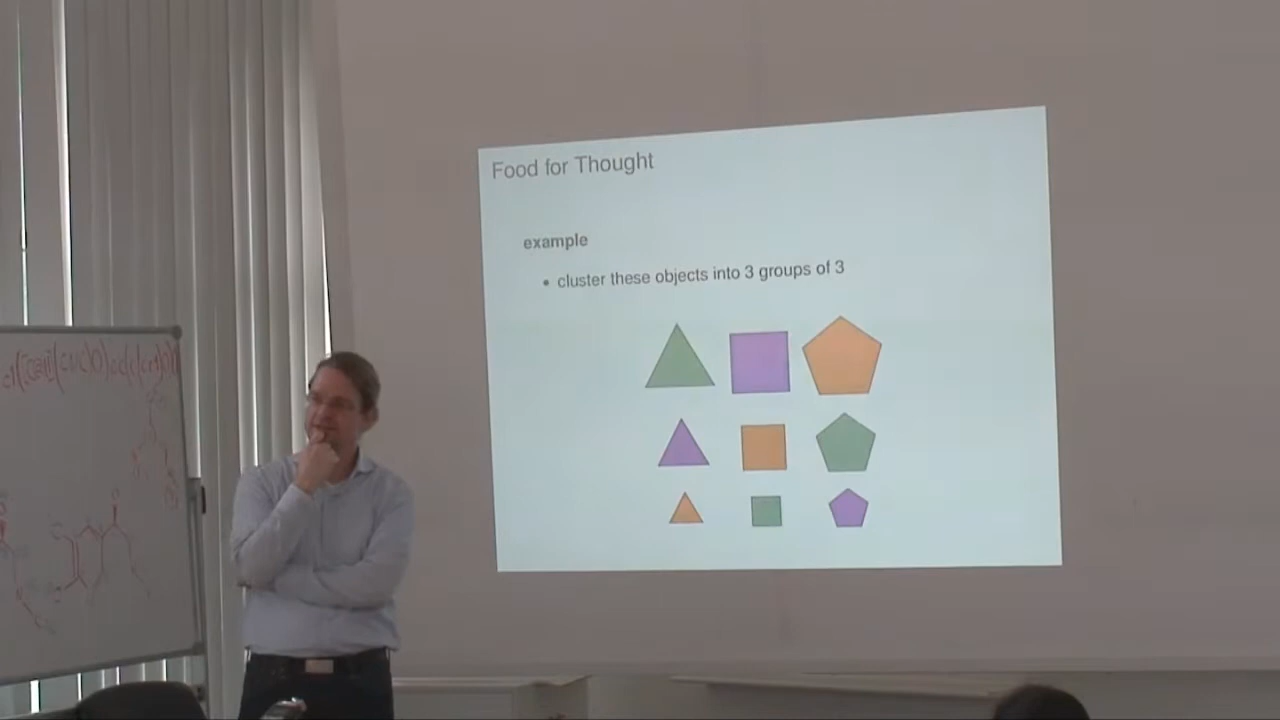 Food for Thought
example
• cluster these objects into 3 groups of 3